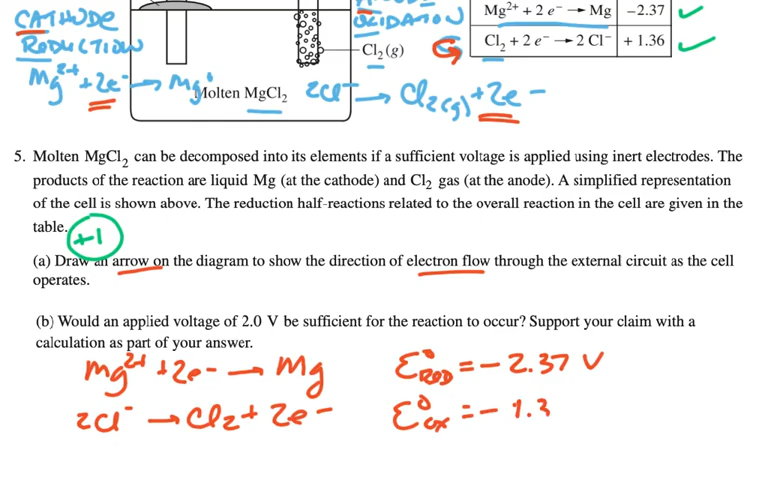 CATHODE
REDUCTION
OXIDATION
Mg²⁺ + 2 e⁻ → Mg −2.37
Cl₂ + 2 e⁻ → 2 Cl⁻ + 1.36
Cl₂(g)
Mg²⁺ + 2e⁻ → Mg
Molten MgCl₂
2Cl⁻ → Cl₂(g) + 2e⁻
5. Molten MgCl₂ can be decomposed into its elements if a sufficient voltage is applied using inert electrodes. The
products of the reaction are liquid Mg (at the cathode) and Cl₂ gas (at the anode). A simplified representation
of the cell is shown above. The reduction half-reactions related to the overall reaction in the cell are given in the
table.
+1
(a) Draw an arrow on the diagram to show the direction of electron flow through the external circuit as the cell
operates.
(b) Would an applied voltage of 2.0 V be sufficient for the reaction to occur? Support your claim with a
calculation as part of your answer.
Mg²⁺ + 2e⁻ → Mg E°RED = −2.37 V
2Cl⁻ → Cl₂ + 2e⁻ E°ox = −1.3